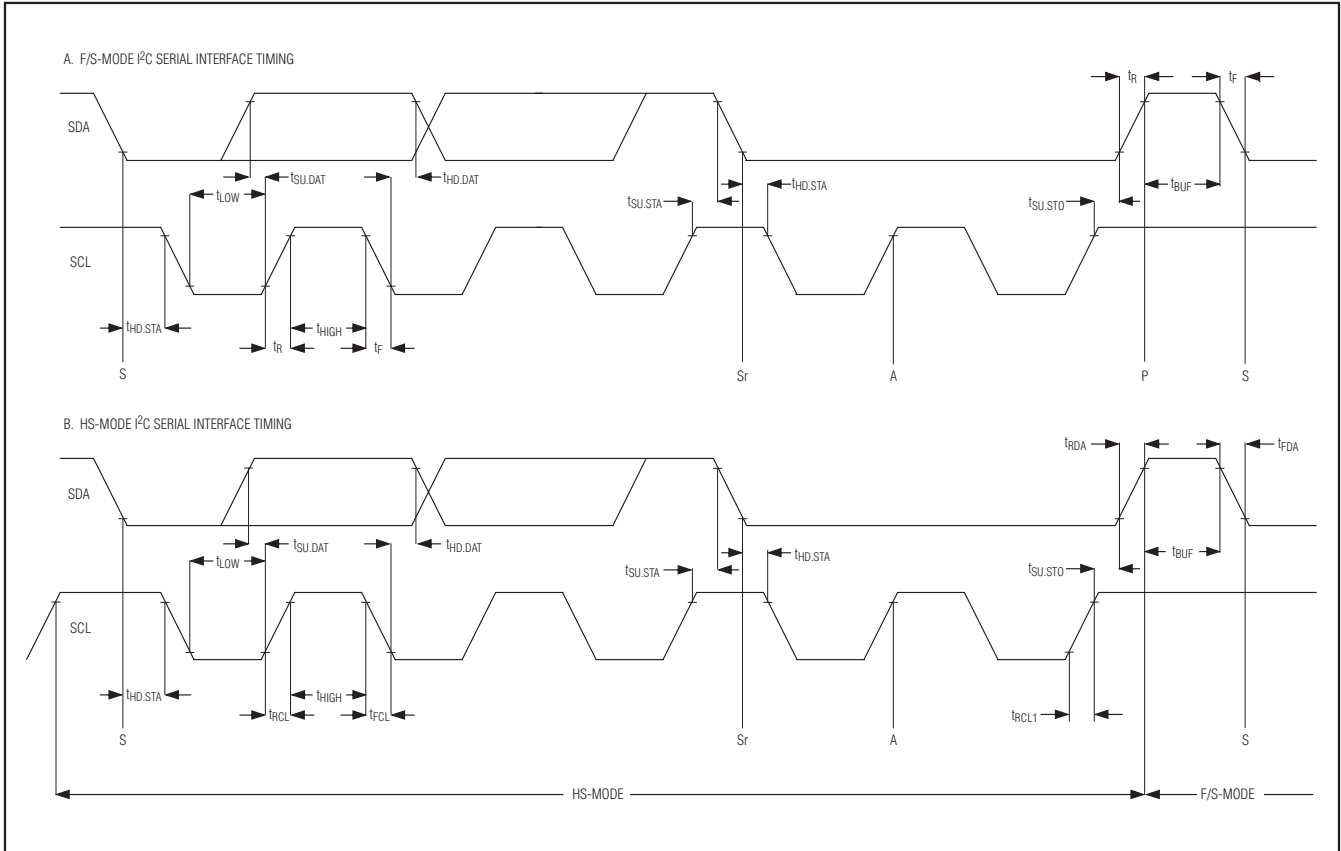 A. F/S-MODE I²C SERIAL INTERFACE TIMING
tR
tF
SDA
tSU.DAT
tHD.DAT
tLOW
tHD.STA
tSU.STA
tSU.STO
tBUF
SCL
tHD.STA
tHIGH
tR
tF
S
Sr
A
P
S
B. HS-MODE I²C SERIAL INTERFACE TIMING
tRDA
tFDA
SDA
tSU.DAT
tHD.DAT
tLOW
tHD.STA
tSU.STA
tSU.STO
tBUF
SCL
tHD.STA
tHIGH
tRCL
tFCL
tRCL1
S
Sr
A
S
HS-MODE
F/S-MODE